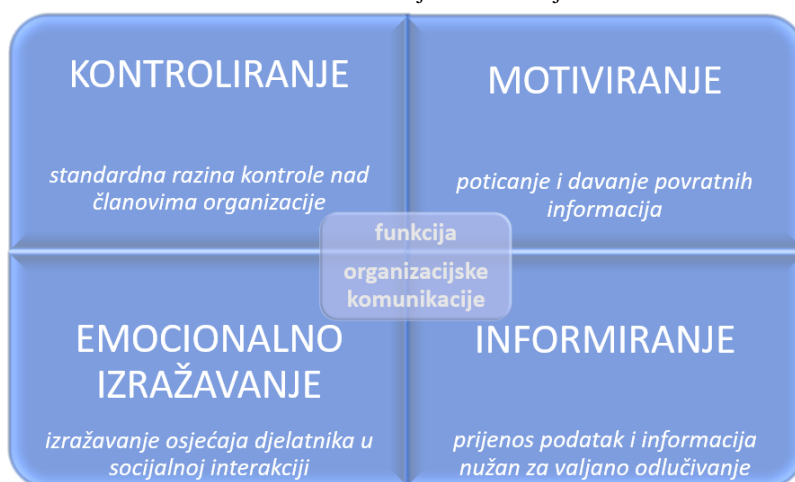 KONTROLIRANJE
standardna razina kontrole nad
članovima organizacije
MOTIVIRANJE
poticanje i davanje povratnih
informacija
funkcija
organizacijske
komunikacije
EMOCIONALNO
IZRAŽAVANJE
izražavanje osjećaja djelatnika u
socijalnoj interakciji
INFORMIRANJE
prijenos podatak i informacija
nužan za valjano odlučivanje